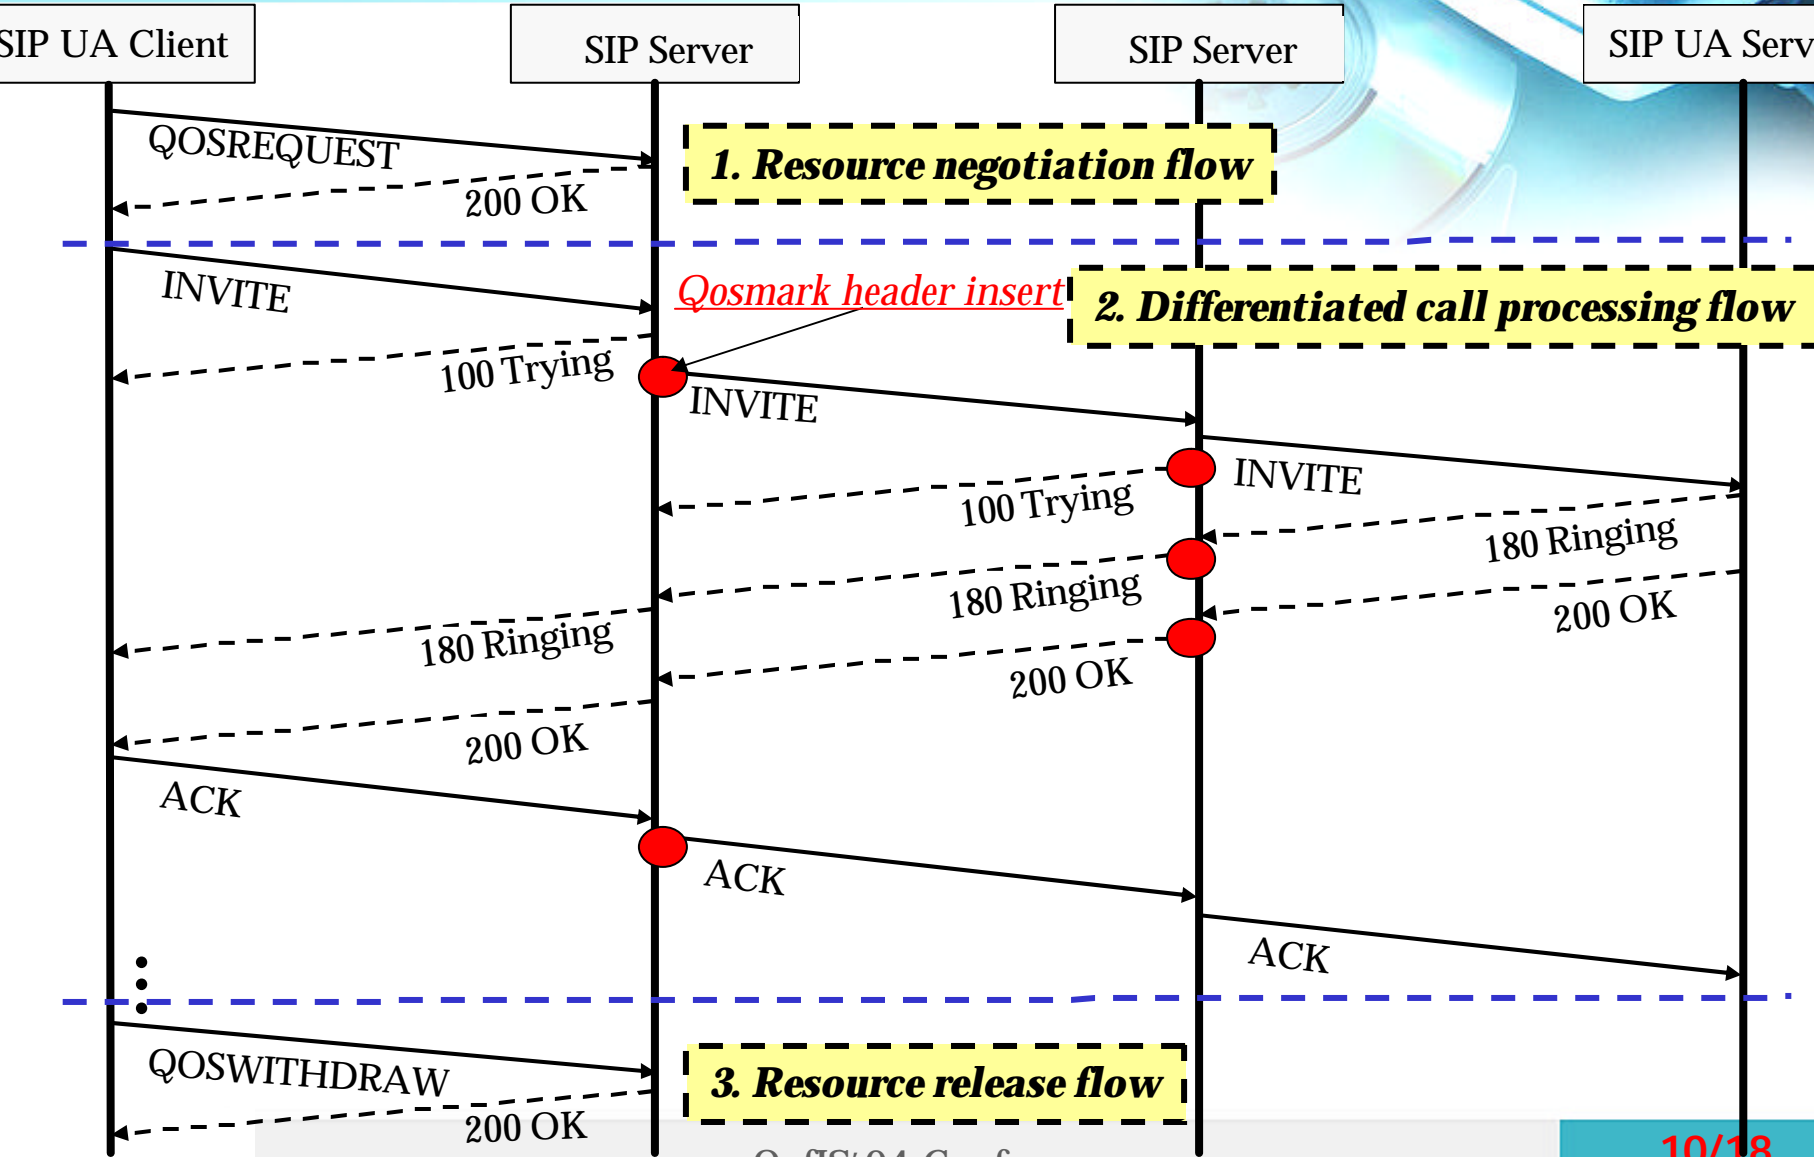 SIP UA Client
SIP Server
SIP Server
SIP UA Serv
QOSREQUEST
1. Resource negotiation flow
200 OK
INVITE
Qosmark header insert
2. Differentiated call processing flow
100 Trying
INVITE
INVITE
100 Trying
180 Ringing
180 Ringing
200 OK
180 Ringing
200 OK
200 OK
ACK
ACK
ACK
QOSWITHDRAW
3. Resource release flow
200 OK
10/18